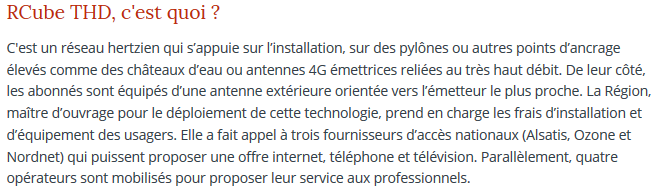 RCube THD, c'est quoi ?
C'est un réseau hertzien qui s’appuie sur l’installation, sur des pylônes ou autres points d’ancrage
élevés comme des châteaux d’eau ou antennes 4G émettrices reliées au très haut débit. De leur côté,
les abonnés sont équipés d’une antenne extérieure orientée vers l’émetteur le plus proche. La Région,
maître d’ouvrage pour le déploiement de cette technologie, prend en charge les frais d’installation et
d’équipement des usagers. Elle a fait appel à trois fournisseurs d’accès nationaux (Alsatis, Ozone et
Nordnet) qui puissent proposer une offre internet, téléphone et télévision. Parallèlement, quatre
opérateurs sont mobilisés pour proposer leur service aux professionnels.